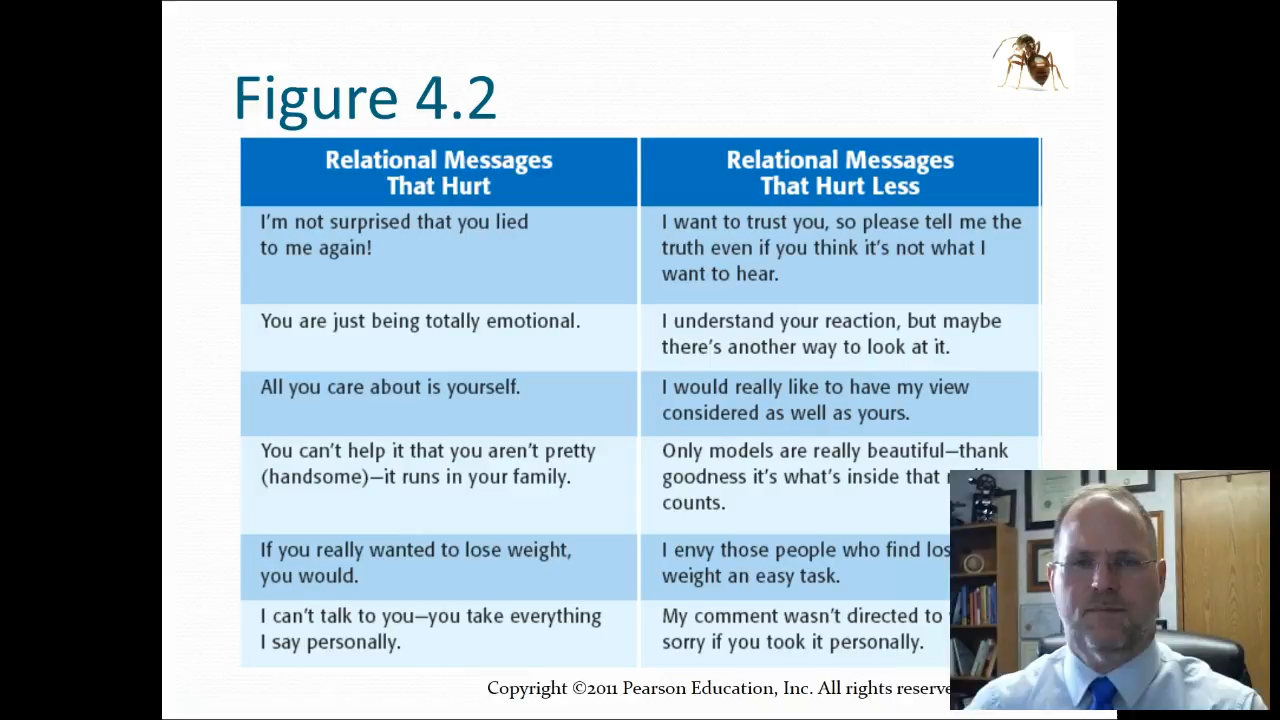 Figure 4.2
Relational Messages
That Hurt
Relational Messages
That Hurt Less
I'm not surprised that you lied
to me again!
I want to trust you, so please tell me the
truth even if you think it's not what I
want to hear.
You are just being totally emotional.
I understand your reaction, but maybe
there's another way to look at it.
All you care about is yourself.
I would really like to have my view
considered as well as yours.
You can't help it that you aren't pretty
(handsome)—it runs in your family.
Only models are really beautiful—thank
goodness it's what's inside that
counts.
If you really wanted to lose weight,
you would.
I envy those people who find
weight an easy task.
I can't talk to you—you take everything
I say personally.
My comment wasn't directed to
sorry if you took it personally.
Copyright ©2011 Pearson Education, Inc. All rights